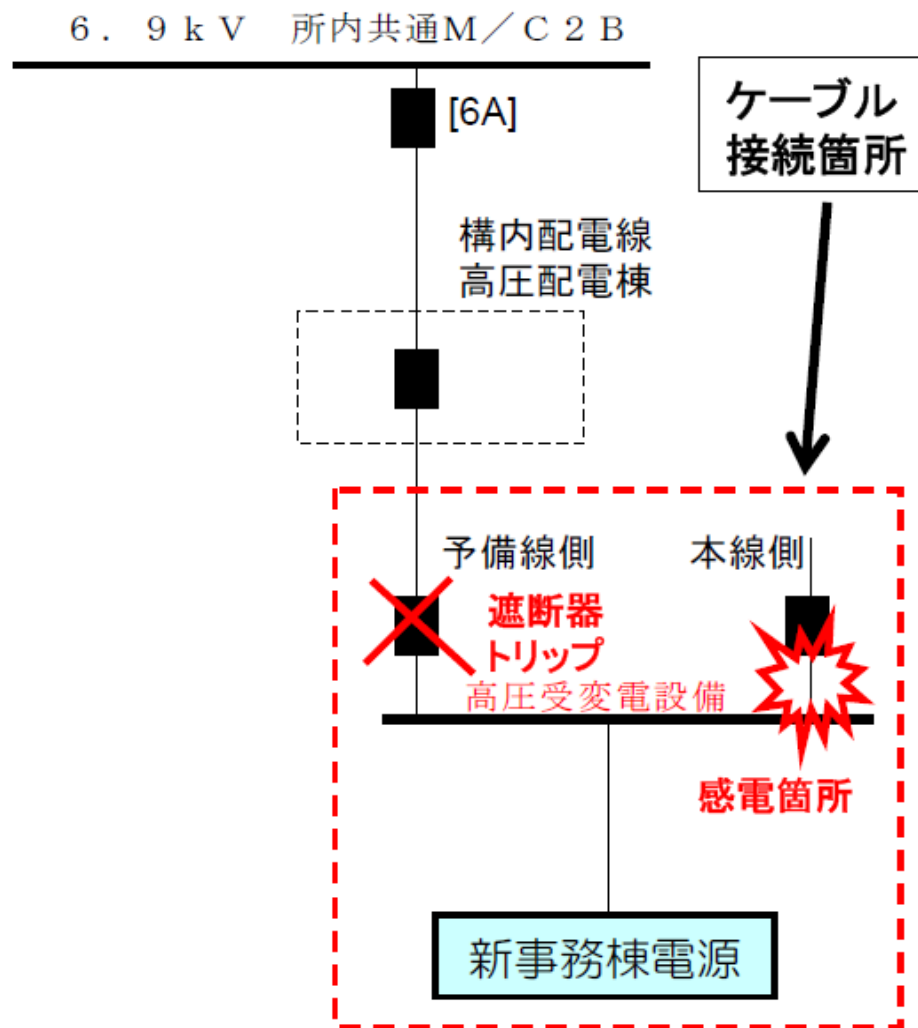 ６．９ｋＶ　所内共通Ｍ／Ｃ２Ｂ
[6A]
ケーブル
接続箇所
構内配電線
高圧配電棟
予備線側
本線側
遮断器
トリップ
高圧受変電設備
感電箇所
新事務棟電源